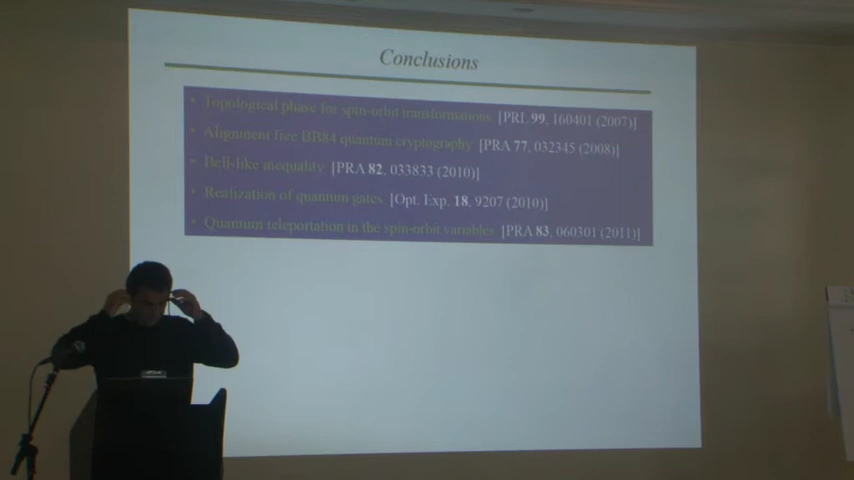 Conclusions
• Topological phase for spin-orbit transformations [PRL 99, 160401 (2007)]
• Alignment free BB84 quantum cryptography [PRA 77, 032345 (2008)]
• Bell-like inequality [PRA 82, 033833 (2010)]
• Realization of quantum gates [Opt. Exp. 18, 9207 (2010)]
• Quantum teleportation in the spin-orbit variables [PRA 83, 060301 (2011)]